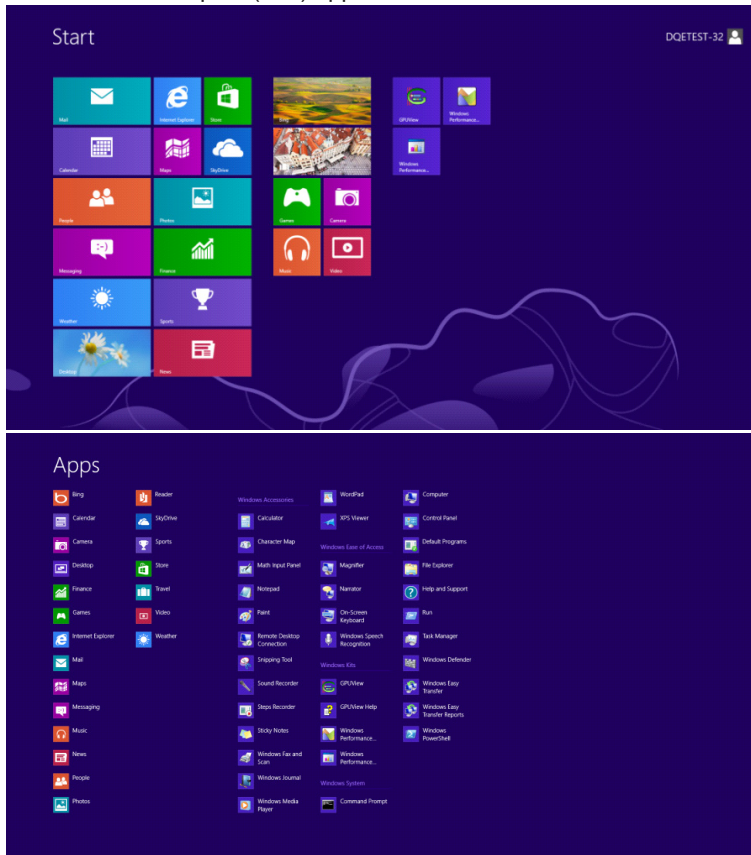 Start
DQETEST-32
Mail
Internet Explorer
Store
Bing
GPUView
Windows
Performance...
Calendar
Maps
SkyDrive
Windows
Performance...
People
Photos
Games
Camera
Messaging
Finance
Music
Video
Weather
Sports
Desktop
News
Apps
Bing
Calendar
Camera
Desktop
Finance
Games
Internet Explorer
Mail
Maps
Messaging
Music
News
People
Photos
Reader
SkyDrive
Sports
Store
Travel
Video
Weather
Windows Accessories
Calculator
Character Map
Math Input Panel
Notepad
Paint
Remote Desktop
Connection
Snipping Tool
Sound Recorder
Steps Recorder
Sticky Notes
Windows Fax and
Scan
Windows Journal
Windows Media
Player
WordPad
XPS Viewer
Windows Ease of Access
Magnifier
Narrator
On-Screen
Keyboard
Windows Speech
Recognition
Windows Kits
GPUView
GPUView Help
Windows
Performance...
Windows
Performance...
Windows System
Command Prompt
Computer
Control Panel
Default Programs
File Explorer
Help and Support
Run
Task Manager
Windows Defender
Windows Easy
Transfer
Windows Easy
Transfer Reports
Windows
PowerShell